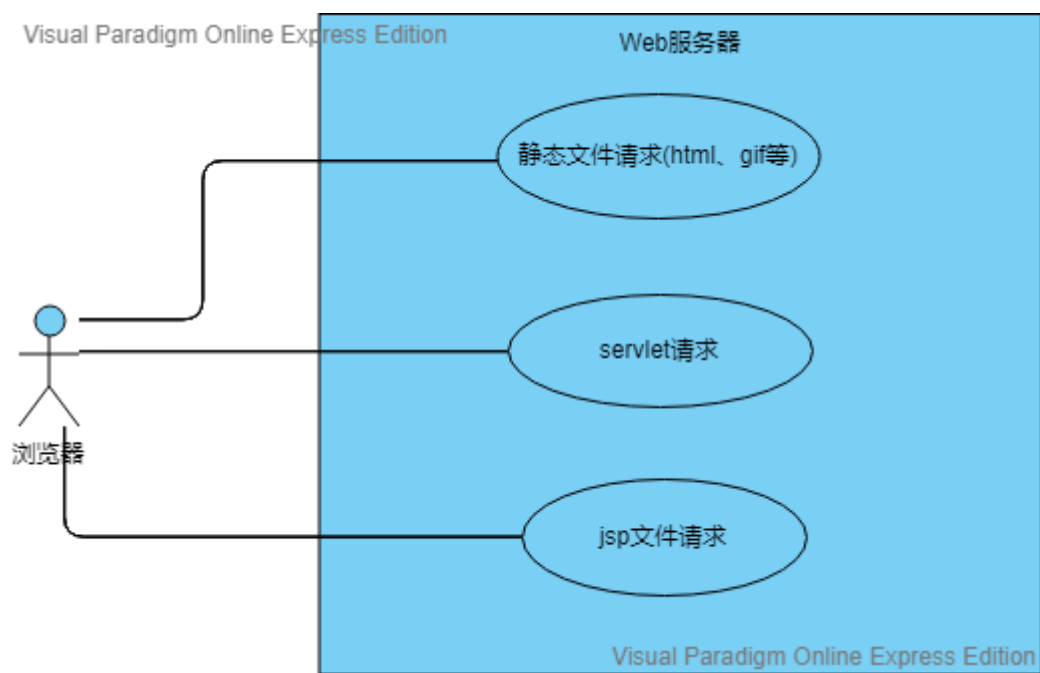 Visual Paradigm Online Express Edition
Web服务器
静态文件请求(html、gif等)
servlet请求
浏览器
jsp文件请求
Visual Paradigm Online Express Edition